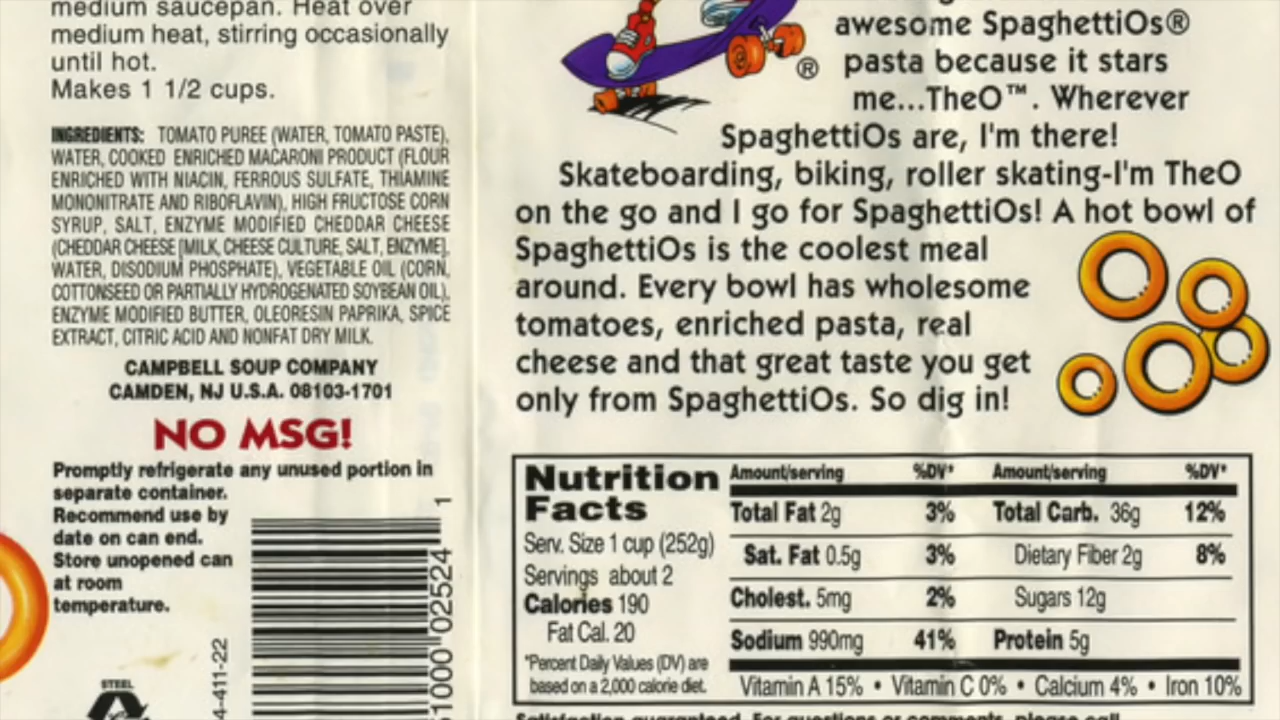 medium saucepan. Heat over
medium heat, stirring occasionally
until hot.
Makes 1 1/2 cups.
INGREDIENTS: TOMATO PUREE (WATER, TOMATO PASTE),
WATER, COOKED ENRICHED MACARONI PRODUCT (FLOUR
ENRICHED WITH NIACIN, FERROUS SULFATE, THIAMINE
MONONITRATE AND RIBOFLAVIN), HIGH FRUCTOSE CORN
SYRUP, SALT, ENZYME MODIFIED CHEDDAR CHEESE
(CHEDDAR CHEESE [MILK, CHEESE CULTURE, SALT, ENZYME],
WATER, DISODIUM PHOSPHATE), VEGETABLE OIL (CORN,
COTTONSEED OR PARTIALLY HYDROGENATED SOYBEAN OIL),
ENZYME MODIFIED BUTTER, OLEORESIN PAPRIKA, SPICE
EXTRACT, CITRIC ACID AND NONFAT DRY MILK.
CAMPBELL SOUP COMPANY
CAMDEN, NJ U.S.A. 08103-1701
NO MSG!
Promptly refrigerate any unused portion in
separate container.
Recommend use by
date on can end.
Store unopened can
at room
temperature.
STEEL
4-411-22
51000 02524 1
®
awesome SpaghettiOs®
pasta because it stars
me...TheO™. Wherever
SpaghettiOs are, I'm there!
Skateboarding, biking, roller skating-I'm TheO
on the go and I go for SpaghettiOs! A hot bowl of
SpaghettiOs is the coolest meal
around. Every bowl has wholesome
tomatoes, enriched pasta, real
cheese and that great taste you get
only from SpaghettiOs. So dig in!
Nutrition
Facts
Serv. Size 1 cup (252g)
Servings about 2
Calories 190
Fat Cal. 20
*Percent Daily Values (DV) are
based on a 2,000 calorie diet.
Amount/serving %DV* Amount/serving %DV*
Total Fat 2g 3% Total Carb. 36g 12%
Sat. Fat 0.5g 3% Dietary Fiber 2g 8%
Cholest. 5mg 2% Sugars 12g
Sodium 990mg 41% Protein 5g
Vitamin A 15% • Vitamin C 0% • Calcium 4% • Iron 10%
Satisfaction guaranteed. For questions or comments, please call